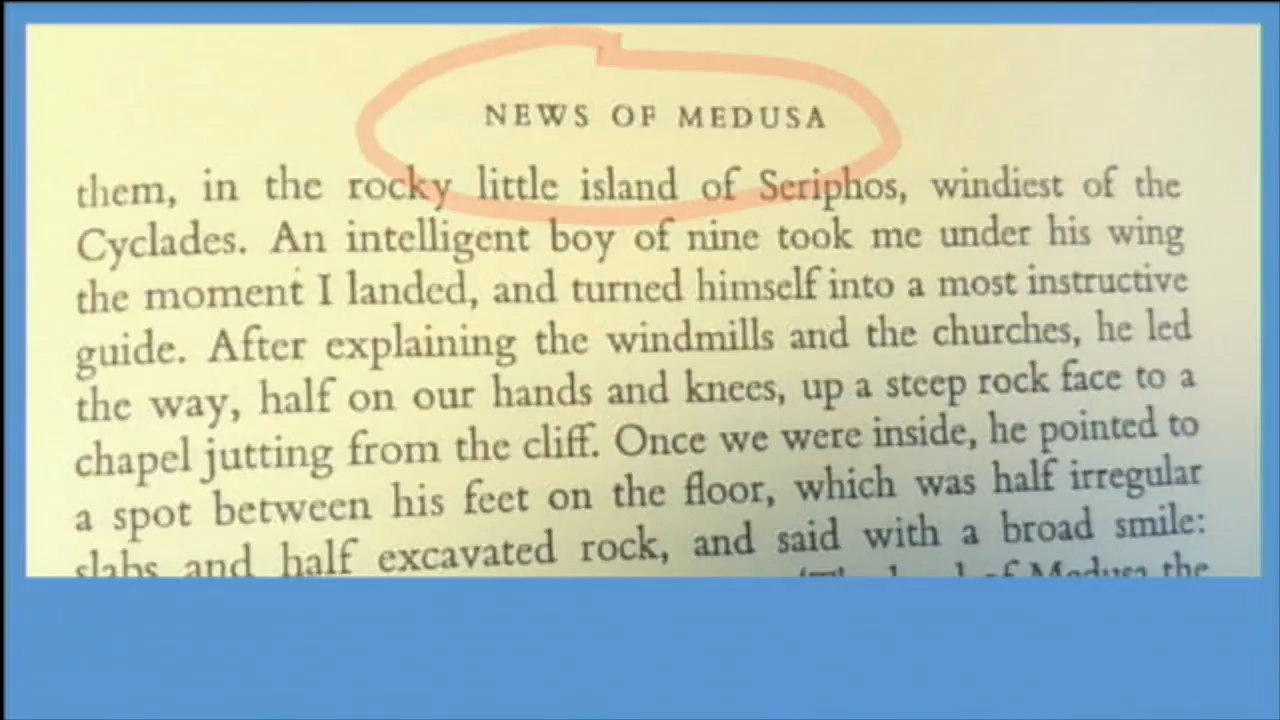 NEWS OF MEDUSA
them, in the rocky little island of Seriphos, windiest of the
Cyclades. An intelligent boy of nine took me under his wing
the moment I landed, and turned himself into a most instructive
guide. After explaining the windmills and the churches, he led
the way, half on our hands and knees, up a steep rock face to a
chapel jutting from the cliff. Once we were inside, he pointed to
a spot between his feet on the floor, which was half irregular
slabs and half excavated rock, and said with a broad smile:
of Medusa the